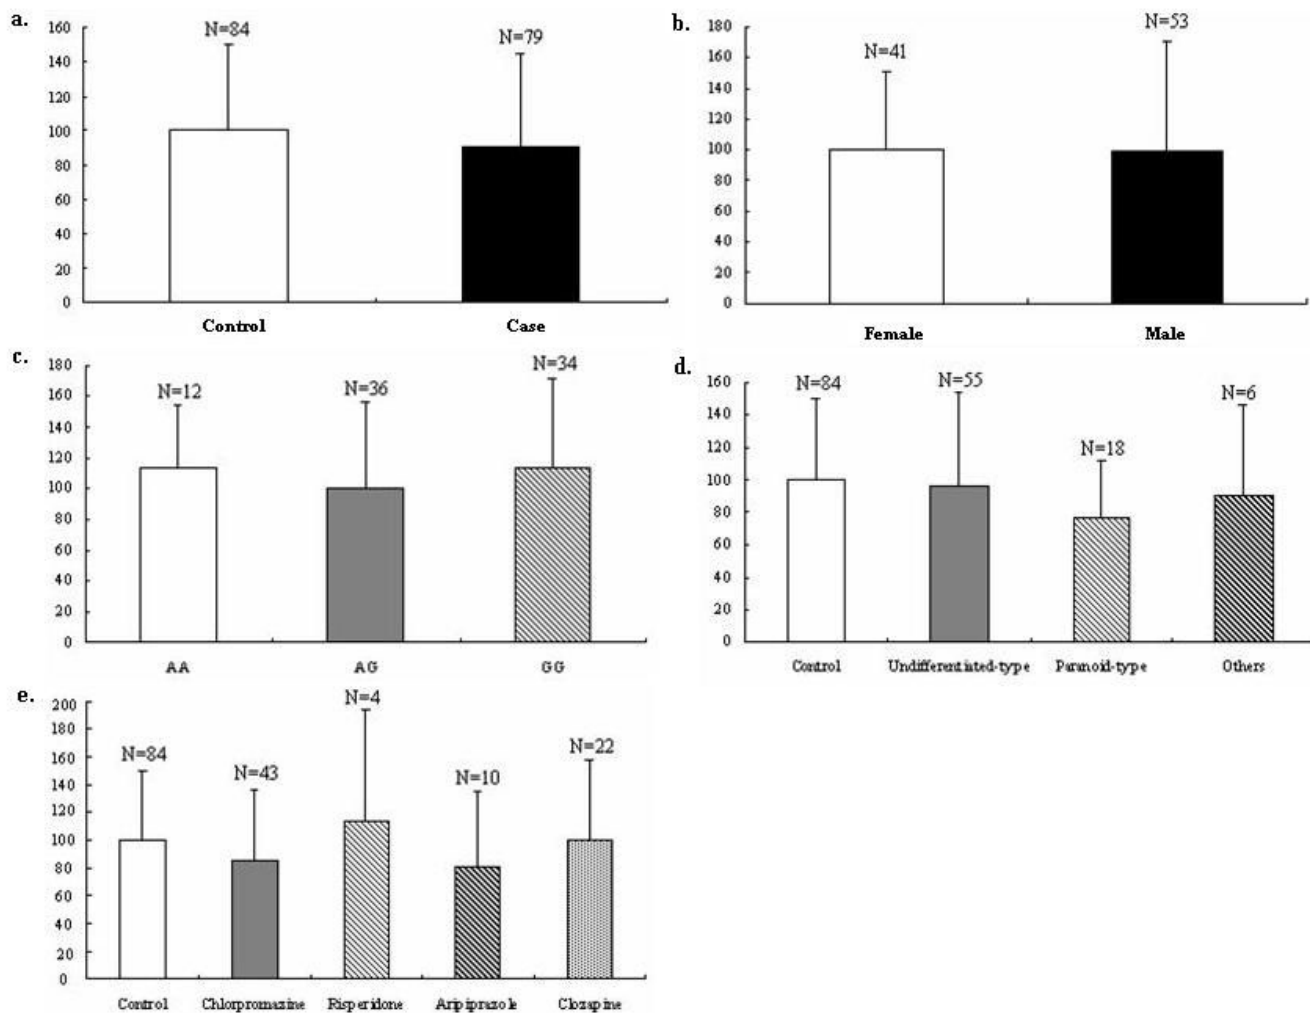 a.
160
140
120
100
80
60
40
20
0
N=84
N=79
Control
Case
b.
180
160
140
120
100
80
60
40
20
0
N=41
N=53
Female
Male
c.
180
160
140
120
100
80
60
40
20
0
N=12
N=36
N=34
AA
AG
GG
d.
160
140
120
100
80
60
40
20
0
N=84
N=55
N=18
N=6
Control
Undifferentiated-type
Paranoid-type
Others
e.
200
180
160
140
120
100
80
60
40
20
0
N=84
N=43
N=4
N=10
N=22
Control
Chlorpromazine
Risperidone
Aripiprazole
Clozapine